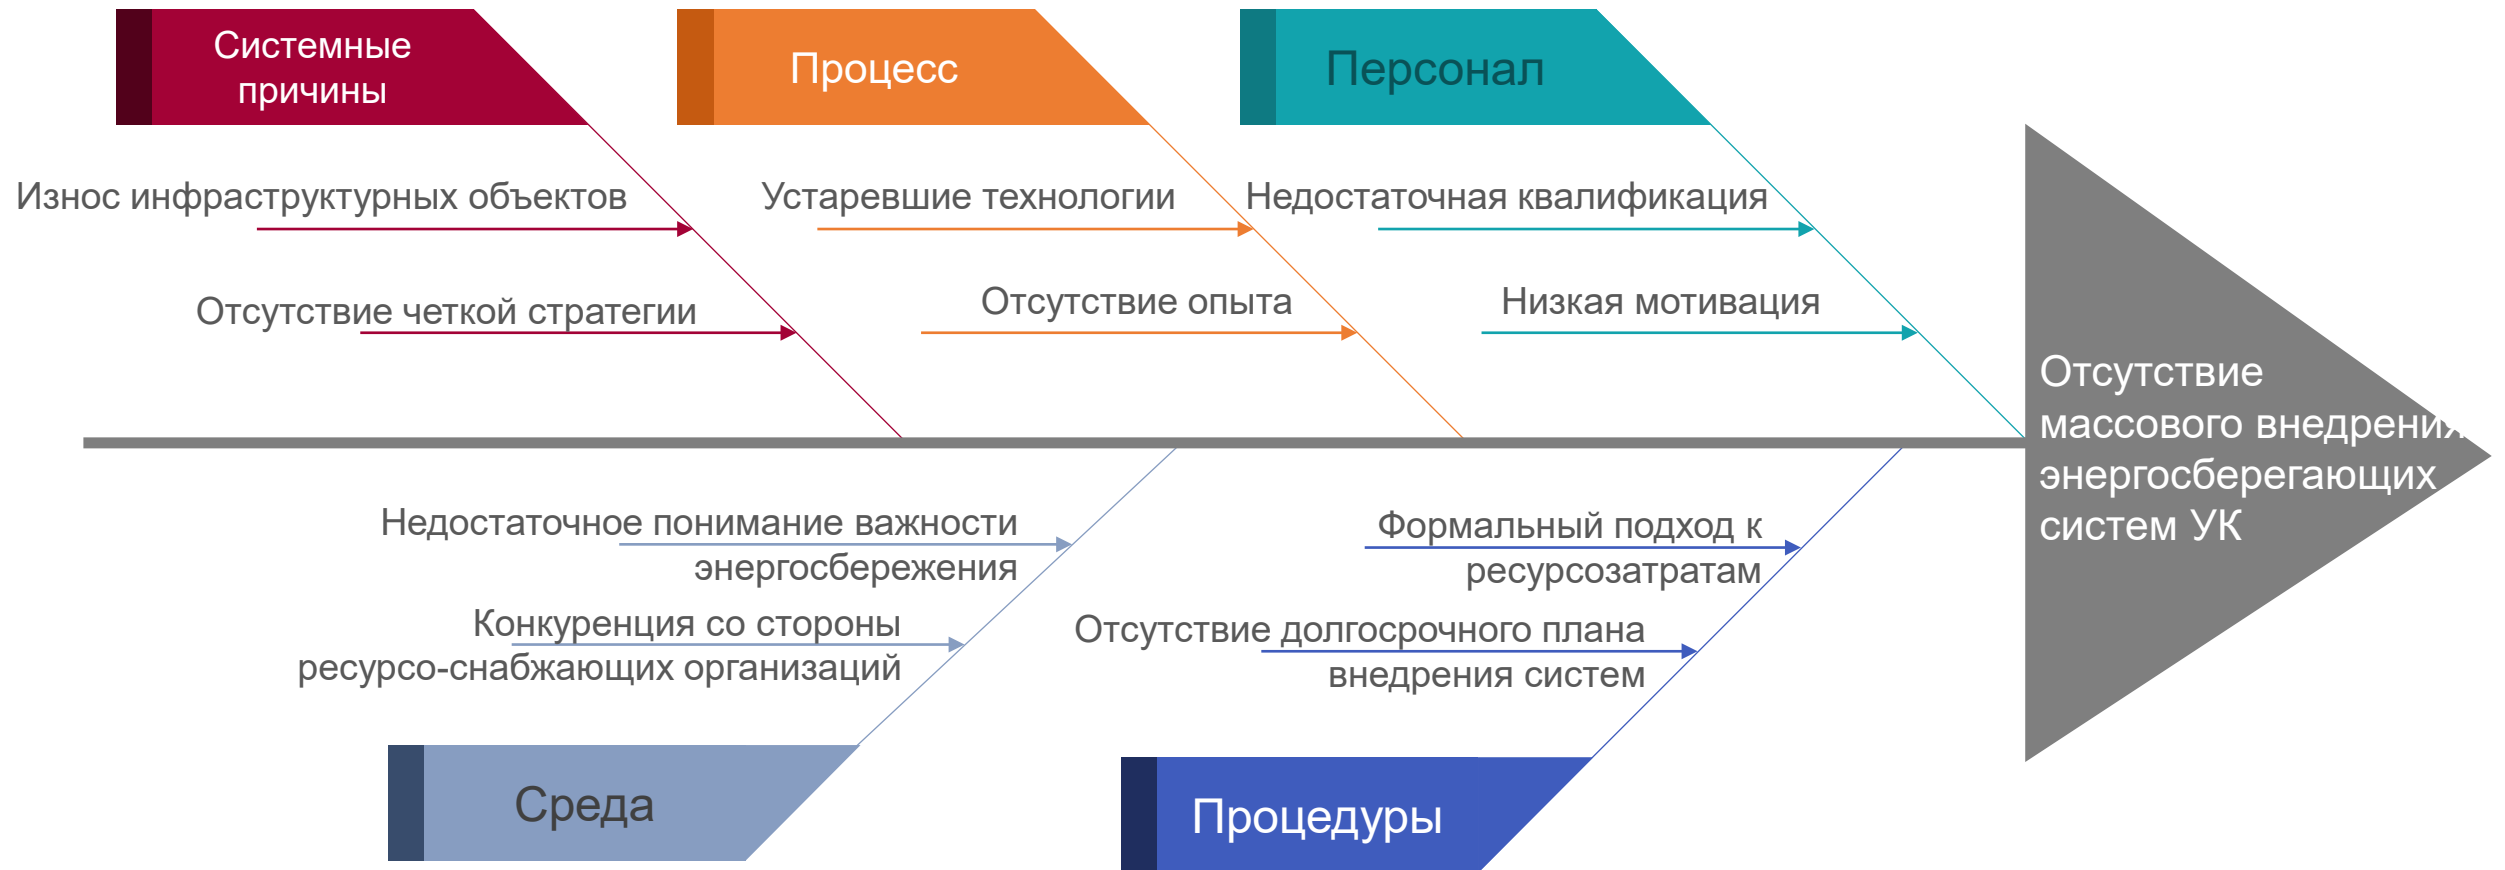 Системные
причины
Процесс
Персонал
Износ инфраструктурных объектов
Устаревшие технологии
Недостаточная квалификация
Отсутствие четкой стратегии
Отсутствие опыта
Низкая мотивация
Отсутствие
массового внедрения
энергосберегающих
систем УК
Недостаточное понимание важности
энергосбережения
Формальный подход к
ресурсозатратам
Конкуренция со стороны
ресурсо-снабжающих организаций
Отсутствие долгосрочного плана
внедрения систем
Среда
Процедуры